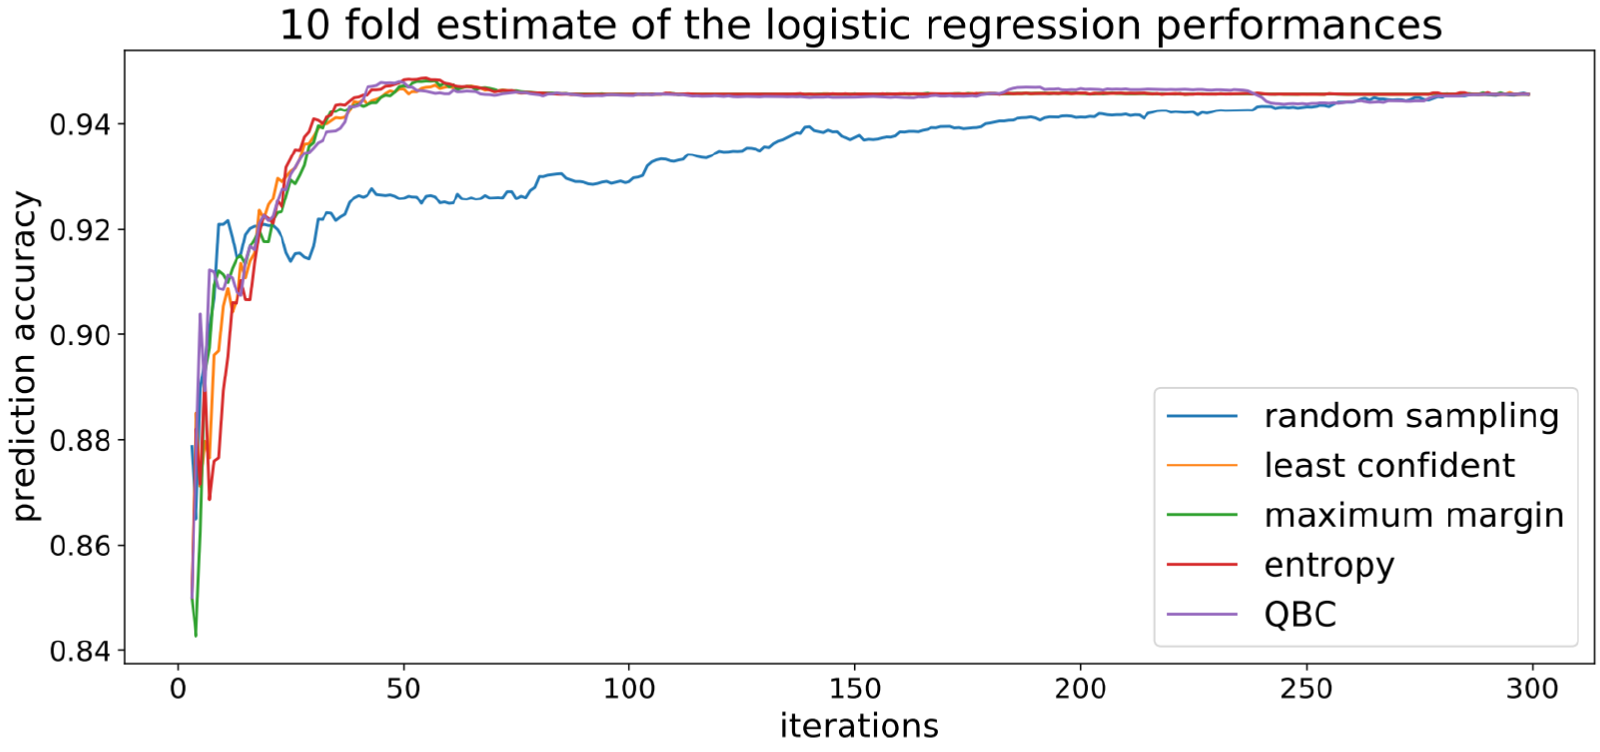 10 fold estimate of the logistic regression performances
prediction accuracy
0.94
0.92
0.90
0.88
0.86
0.84
random sampling
least confident
maximum margin
entropy
QBC
0 50 100 150 200 250 300
iterations